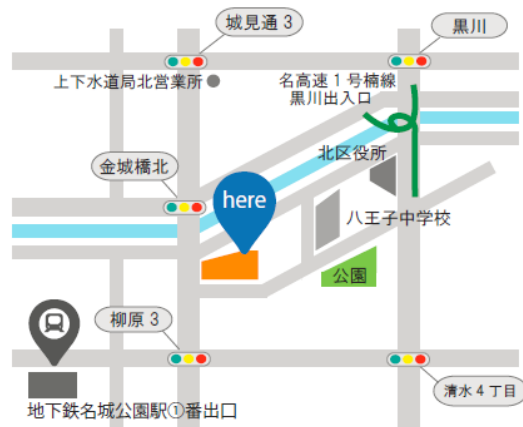 城見通 3
黒川
上下水道局北営業所
名高速 1 号楠線
黒川出入口
北区役所
金城橋北
here
八王子中学校
公園
柳原 3
清水 4 丁目
地下鉄名城公園駅①番出口